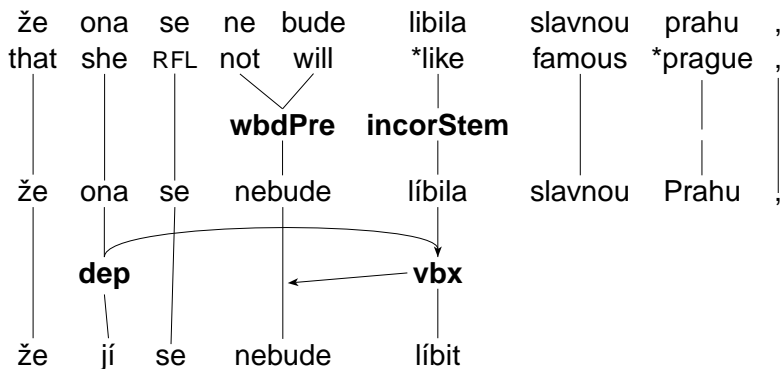 že ona se ne bude libila slavnou prahu ,
that she RFL not will *like famous *prague ,
wbdPre incorStem
že ona se nebude líbila slavnou Prahu ,
dep vbx
že jí se nebude líbit